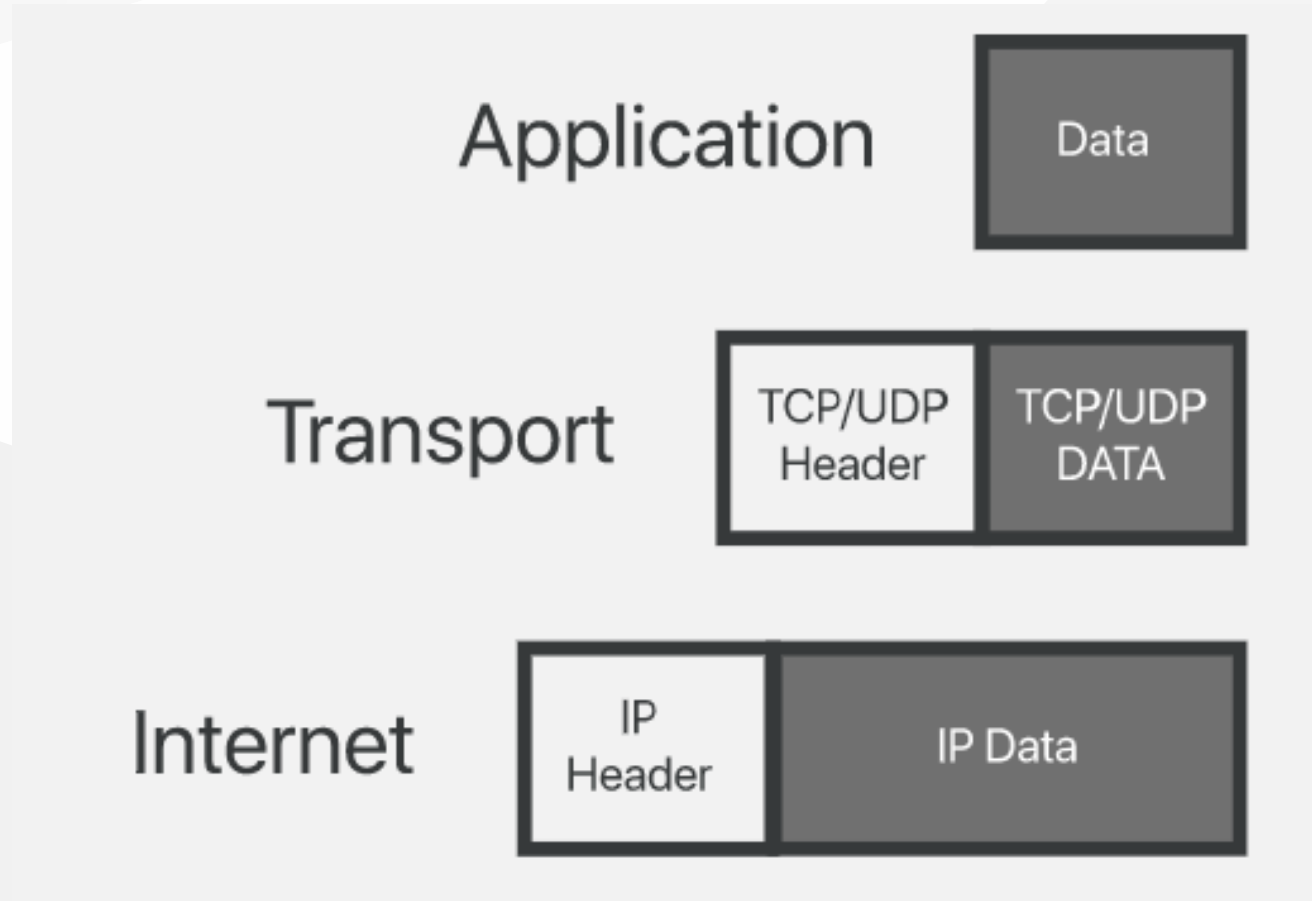 Application
Data
Transport
TCP/UDP
Header
TCP/UDP
DATA
Internet
IP
Header
IP Data